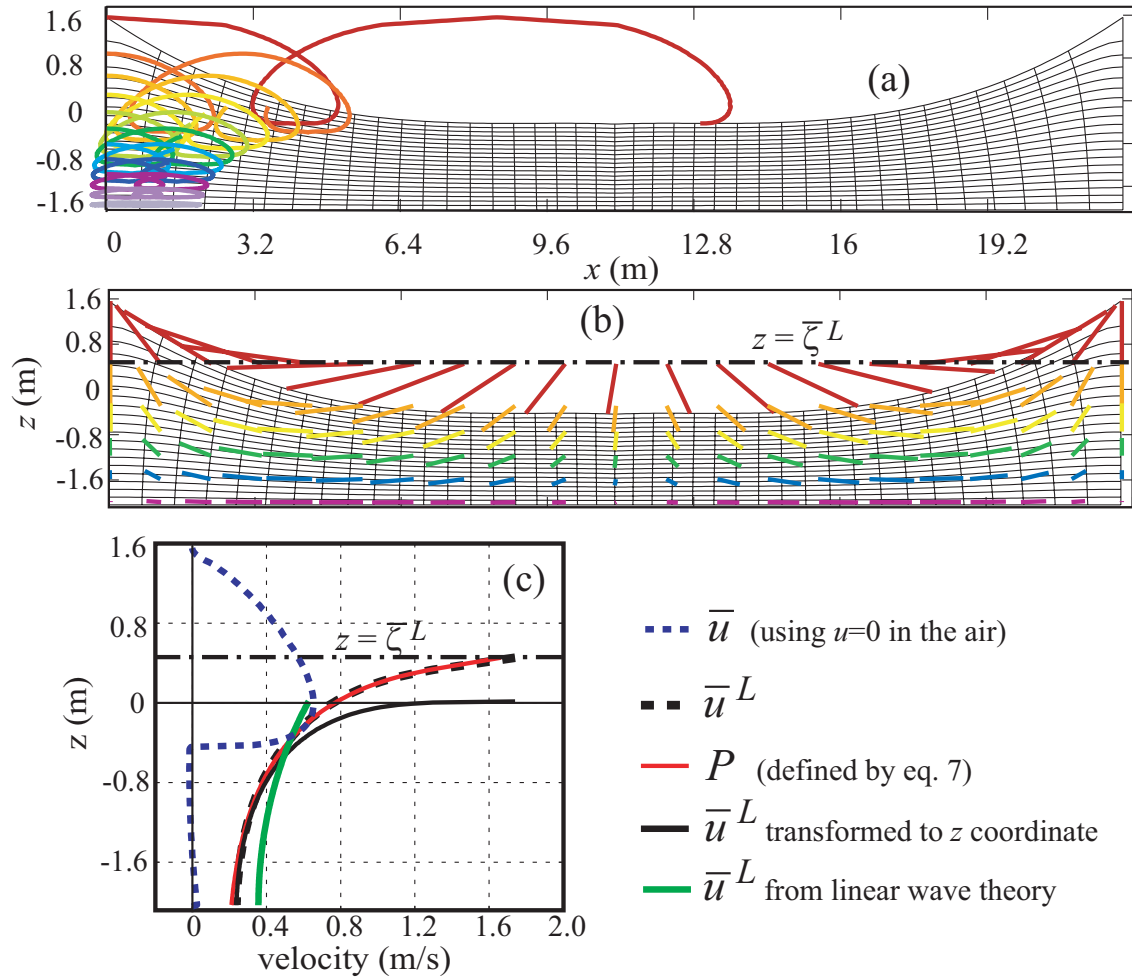 1.6
0.8
0
-0.8
-1.6
(a)
0 3.2 6.4 9.6 12.8 16 19.2
x (m)
1.6
0.8
0
-0.8
-1.6
z (m)
(b)
z = ζ̅ᴸ
1.6
0.8
0
-0.8
-1.6
z (m)
(c)
z = ζ̅ᴸ
0 0.4 0.8 1.2 1.6 2.0
velocity (m/s)
u̅ (using u=0 in the air)
u̅ᴸ
P (defined by eq. 7)
u̅ᴸ transformed to z coordinate
u̅ᴸ from linear wave theory